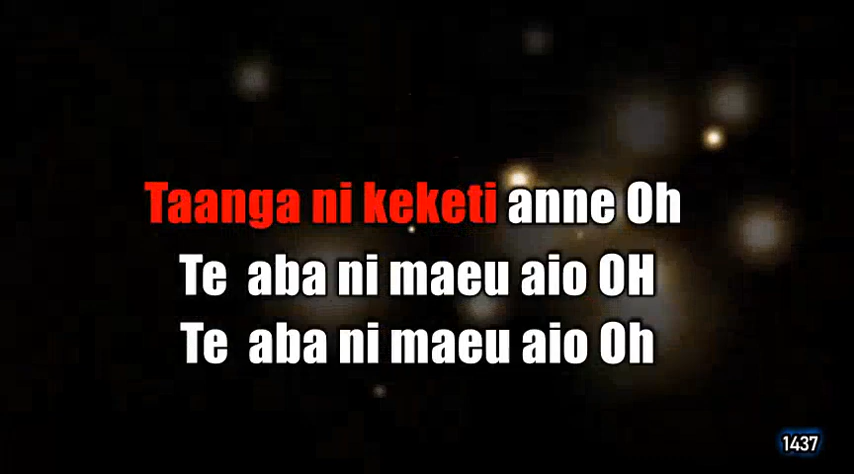 Taanga ni keketi anne Oh
Te aba ni maeu aio OH
Te aba ni maeu aio Oh
1437